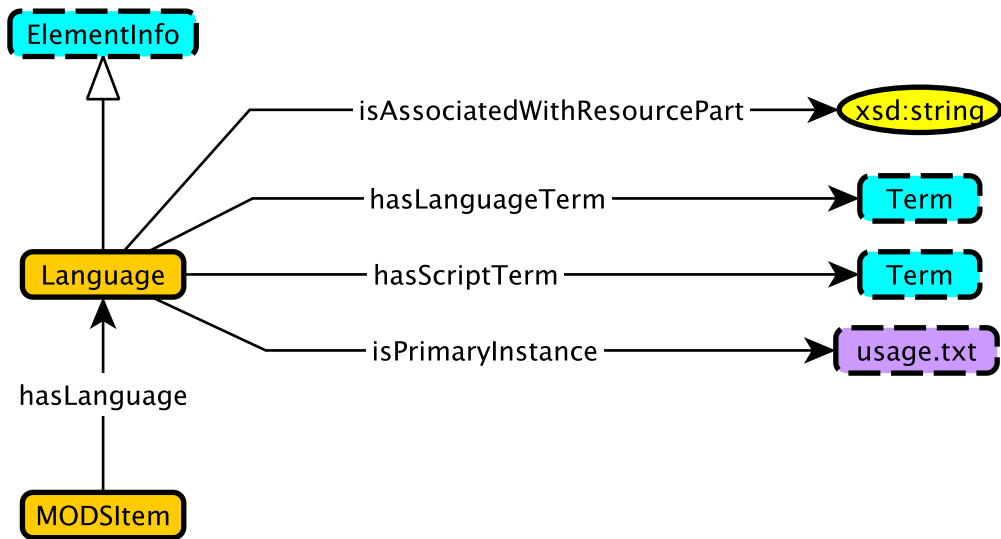 ElementInfo
isAssociatedWithResourcePart
xsd:string
hasLanguageTerm
Term
Language
hasScriptTerm
Term
isPrimaryInstance
usage.txt
hasLanguage
MODSItem